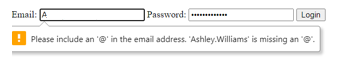 Email: A Password: ••••••••••••• Login
Please include an '@' in the email address. 'Ashley.Williams' is missing an '@'.